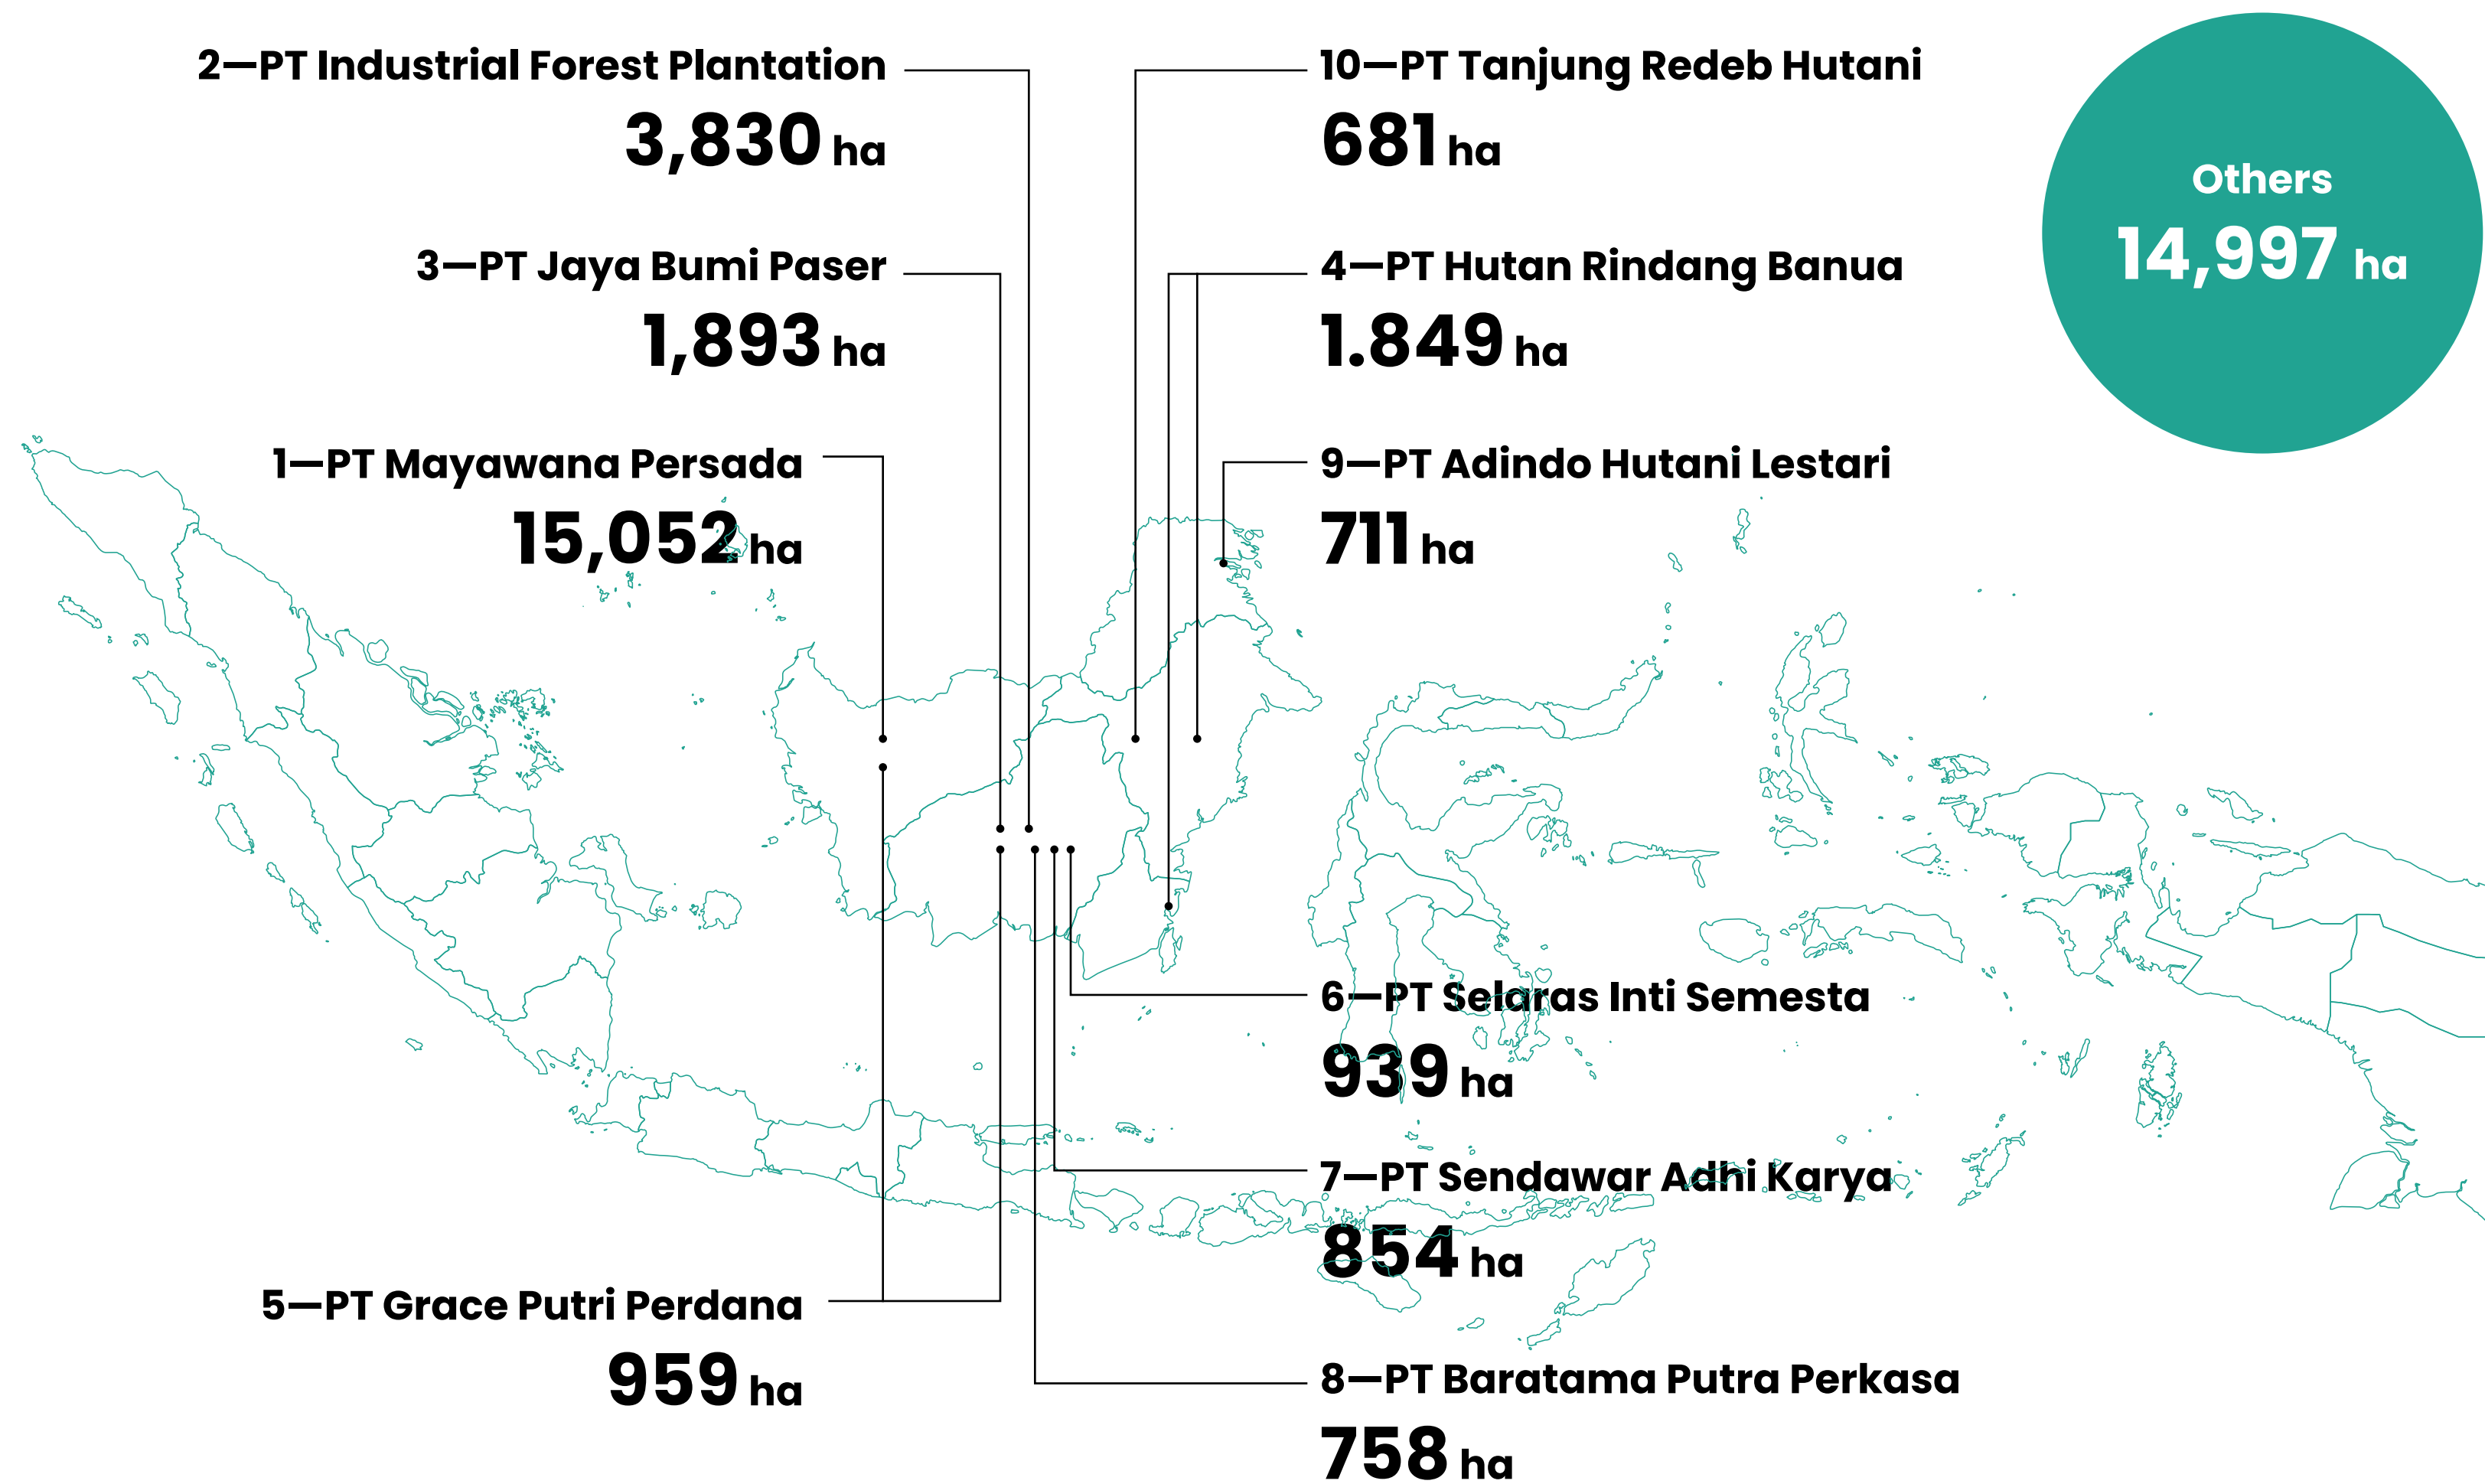 2—PT Industrial Forest Plantation
3,830 ha
3—PT Jaya Bumi Paser
1,893 ha
1—PT Mayawana Persada
15,052 ha
10—PT Tanjung Redeb Hutani
681 ha
4—PT Hutan Rindang Banua
1.849 ha
9—PT Adindo Hutani Lestari
711 ha
Others
14,997 ha
6—PT Selaras Inti Semesta
939 ha
7—PT Sendawar Adhi Karya
854 ha
5—PT Grace Putri Perdana
959 ha
8—PT Baratama Putra Perkasa
758 ha